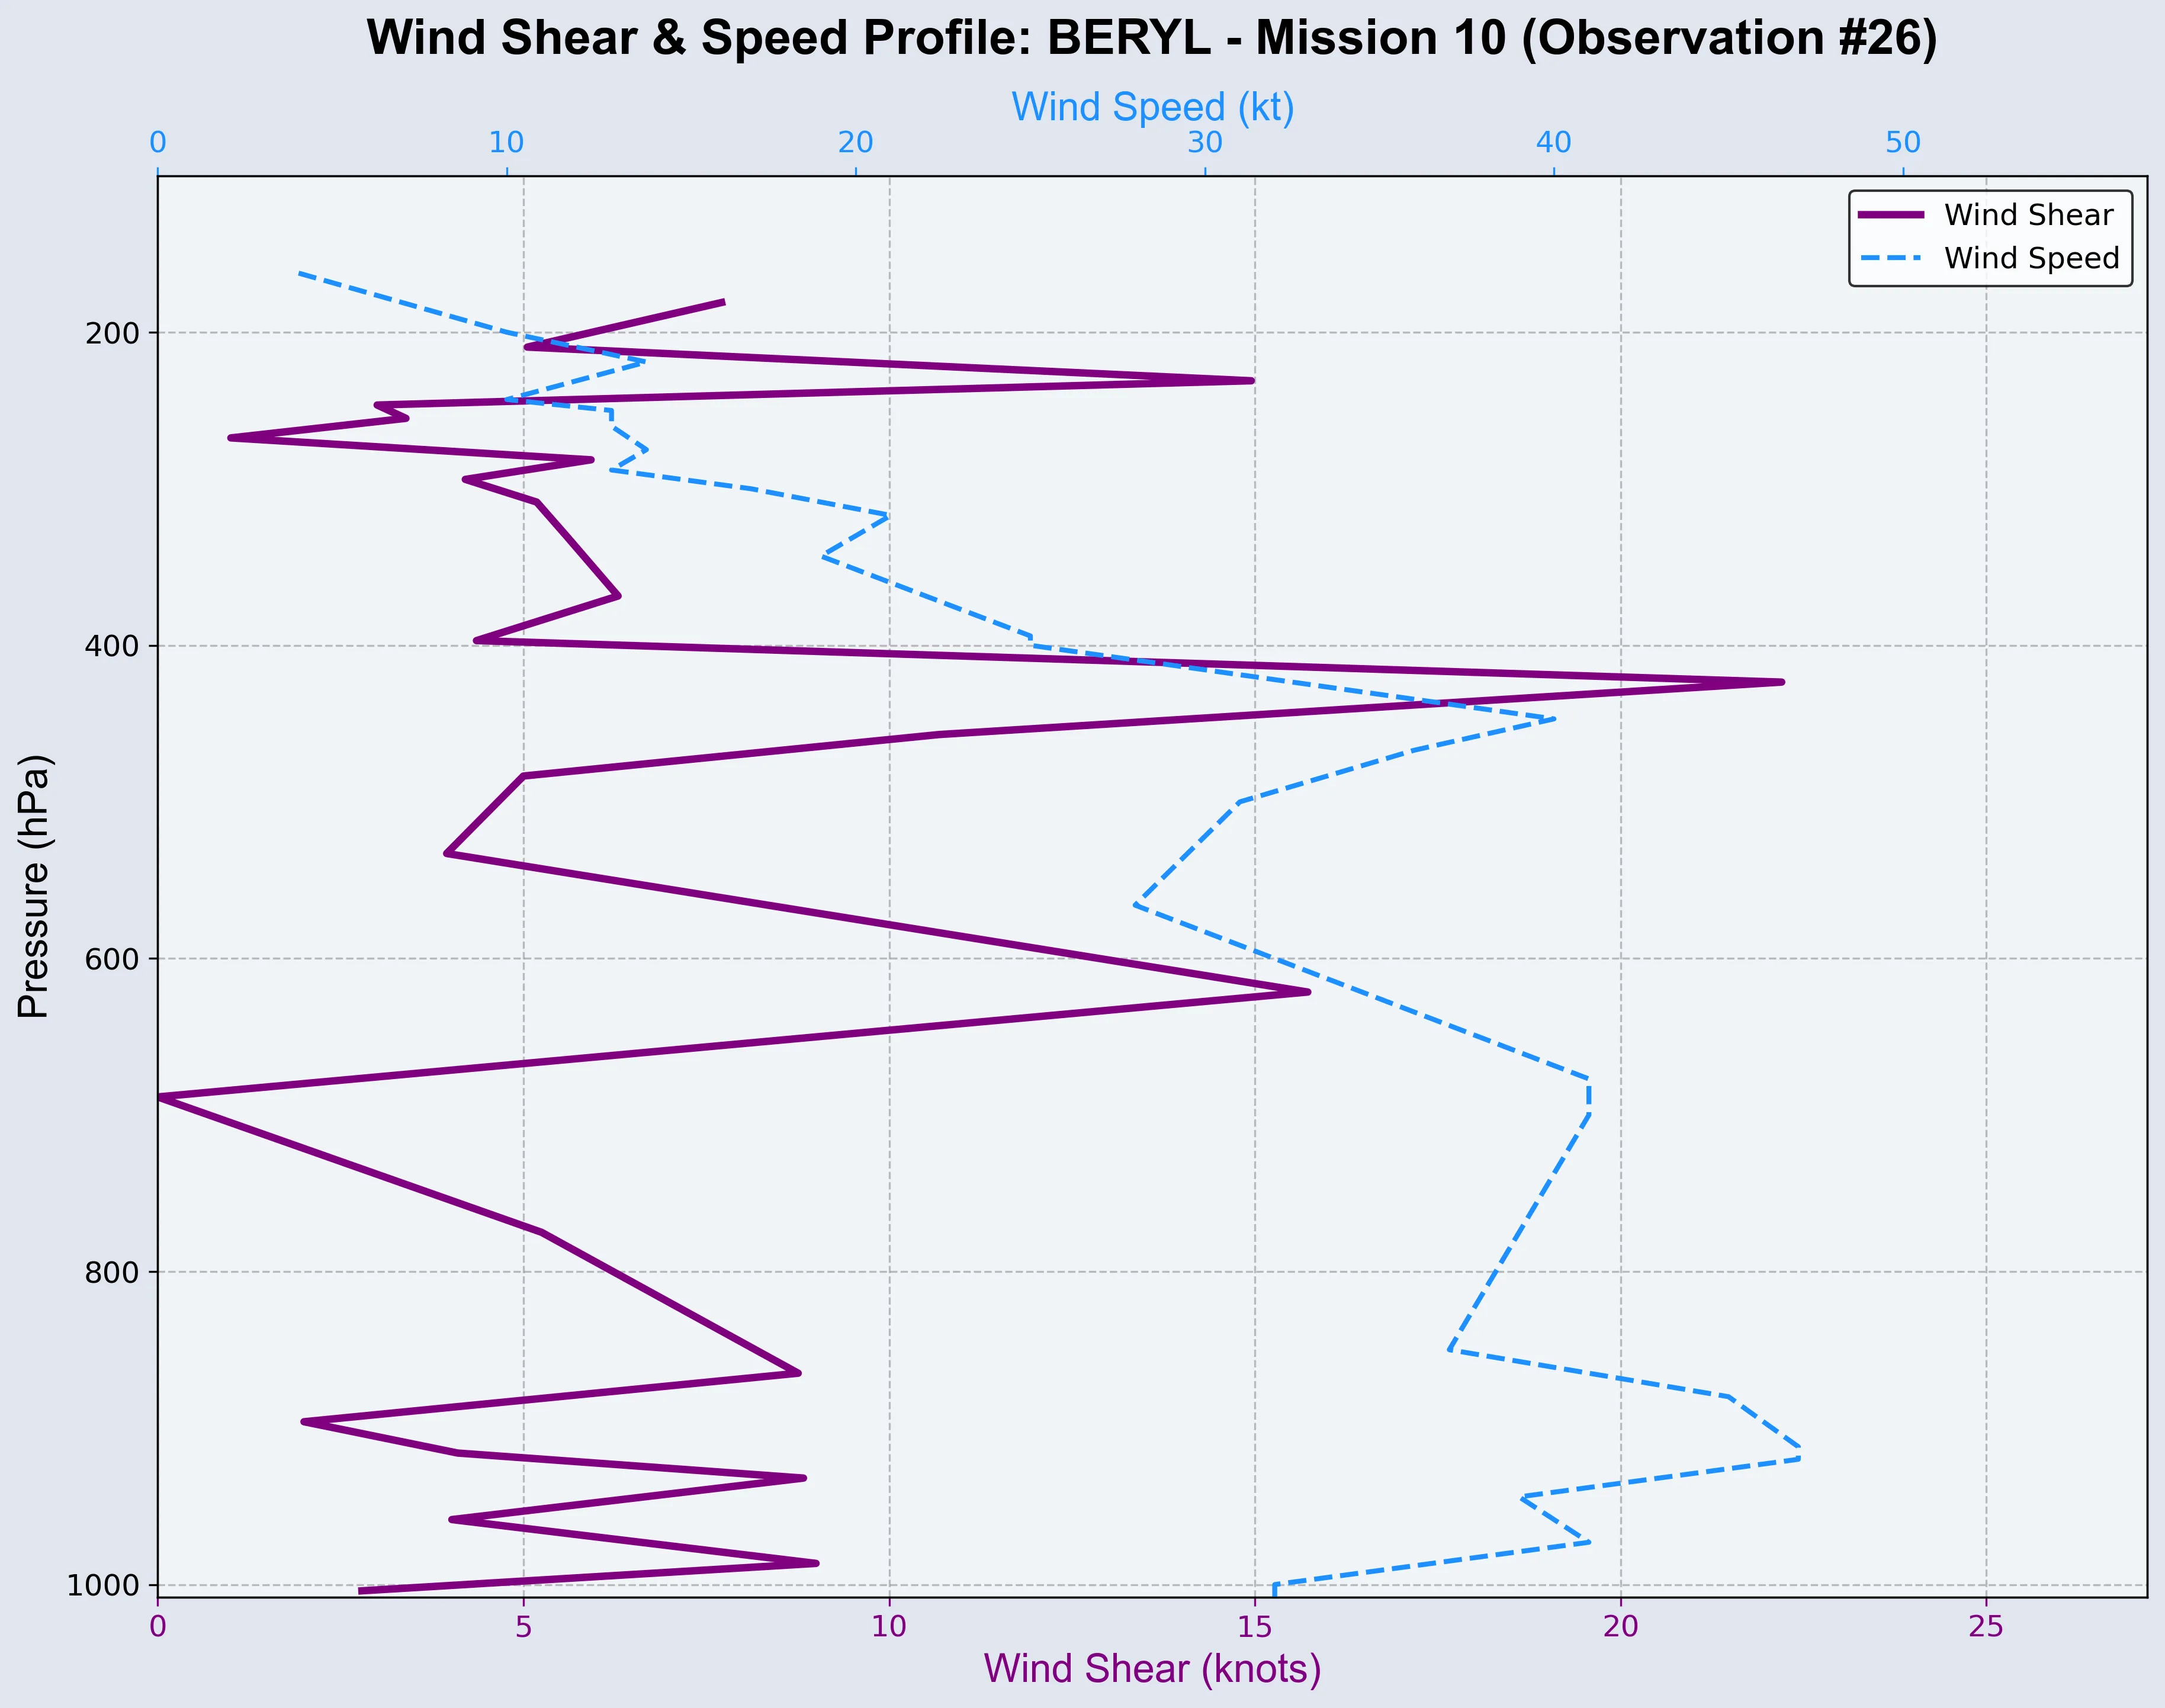 Wind Shear & Speed Profile: BERYL - Mission 10 (Observation #26)
Wind Speed (kt)
0 10 20 30 40 50
Wind Shear
Wind Speed
200
400
600
800
1000
Pressure (hPa)
0 5 10 15 20 25
Wind Shear (knots)